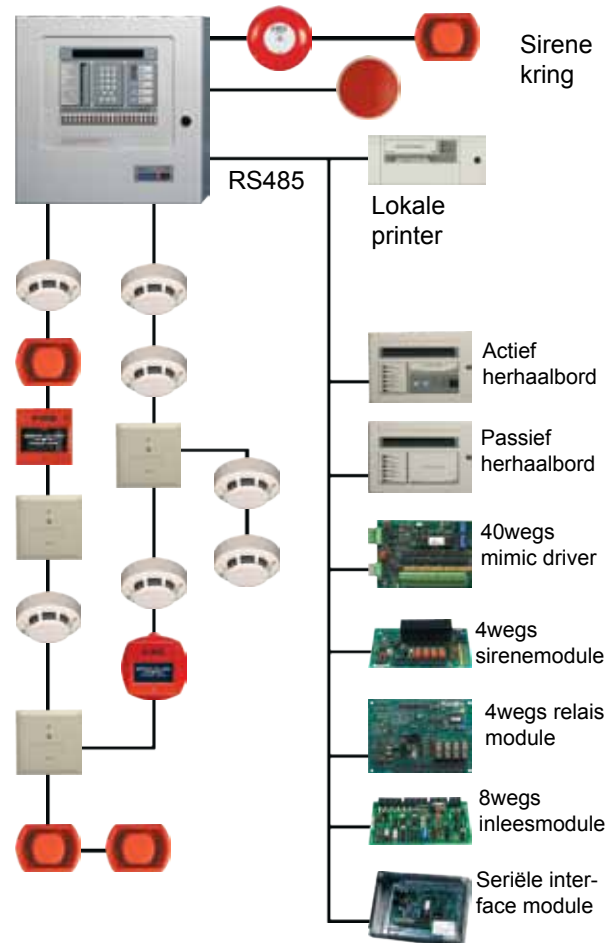 Sirene
kring
RS485
Lokale
printer
Actief
herhaalbord
Passief
herhaalbord
40wegs
mimic driver
4wegs
sirenemodule
4wegs relais
module
8wegs
inleesmodule
Seriële inter-
face module